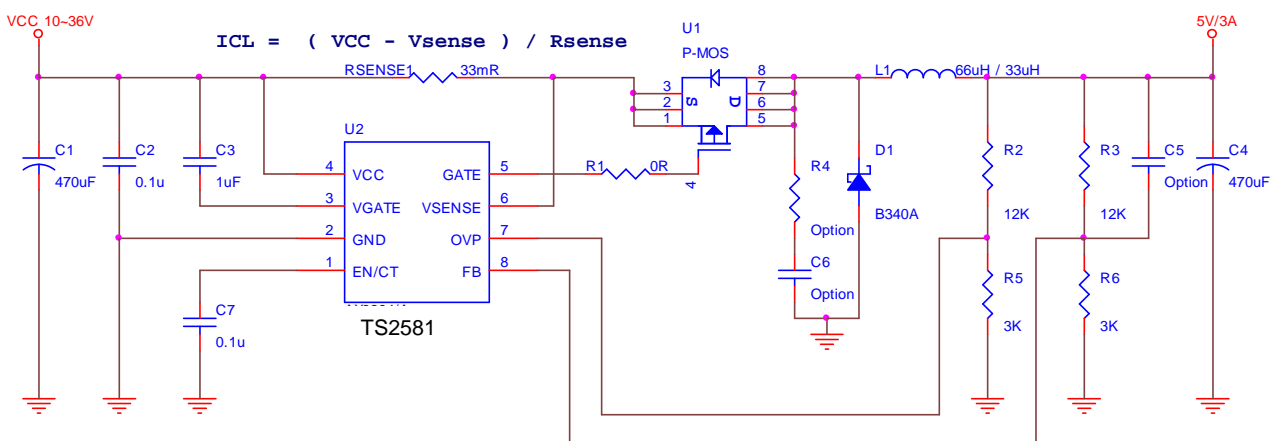 VCC 10~36V
5V/3A
ICL = ( VCC - Vsense ) / Rsense
U1
P-MOS
RSENSE1 33mR
L1 66uH / 33uH
3 8
2 7
6
1 5
S D
4
U2
4 VCC GATE 5
3 VGATE VSENSE 6
2 GND OVP 7
1 EN/CT FB 8
TS2581
C1
470uF
C2
0.1u
C3
1uF
R1 0R
R4
Option
C6
Option
D1
B340A
R2
12K
R3
12K
C5
Option
C4
470uF
R5
3K
R6
3K
C7
0.1u